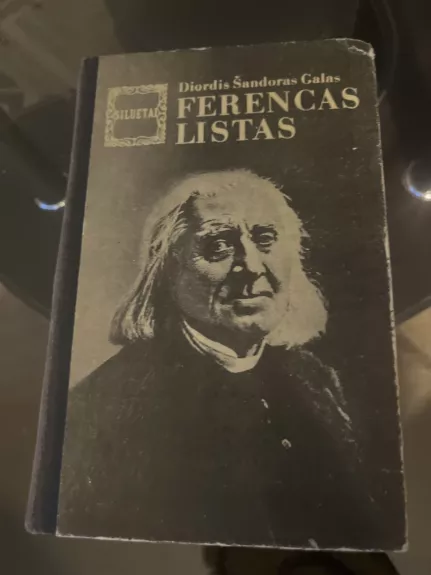 SILUETAI
Diordis Šandoras Galas
FERENCAS
LISTAS